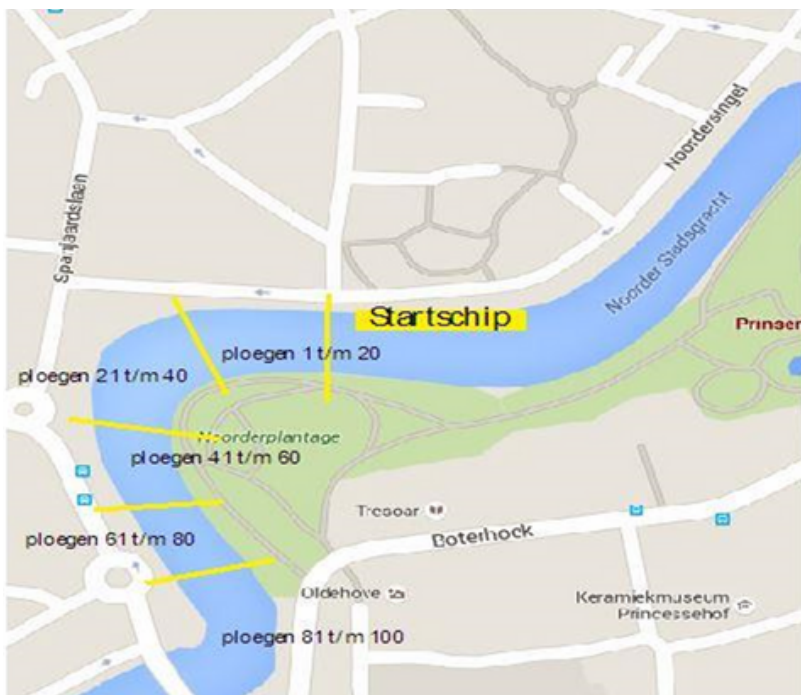 Noordersingel
Spanjaardslaan
Noorder Stadsgracht
Startschip
Prinsen
ploegen 1 t/m 20
ploegen 21 t/m 40
Noorderplantage
ploegen 41 t/m 60
Tresoar
ploegen 61 t/m 80
Boterhoek
Oldehove
Keramiekmuseum
Princessehof
ploegen 81 t/m 100